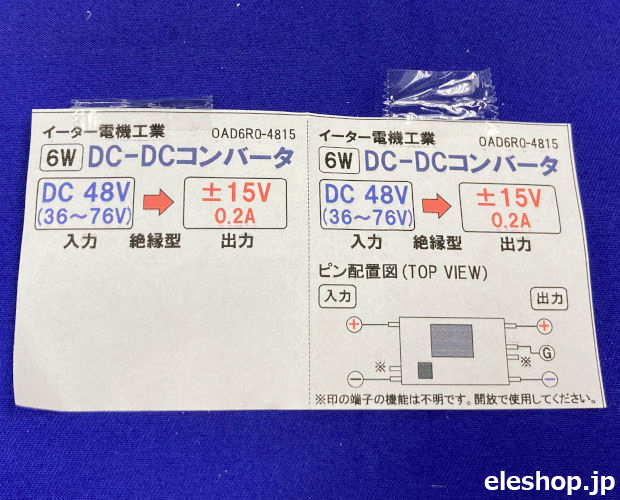 イーター電機工業 OAD6R0-4815
6W DC-DCコンバータ
DC 48V
(36～76V)
±15V
0.2A
入力 絶縁型 出力
イーター電機工業 OAD6R0-4815
6W DC-DCコンバータ
DC 48V
(36～76V)
±15V
0.2A
入力 絶縁型 出力
ピン配置図(TOP VIEW)
入力 出力
+ +
G
※ ※
- -
※印の端子の機能は不明です。開放で使用してください。
eleshop.jp